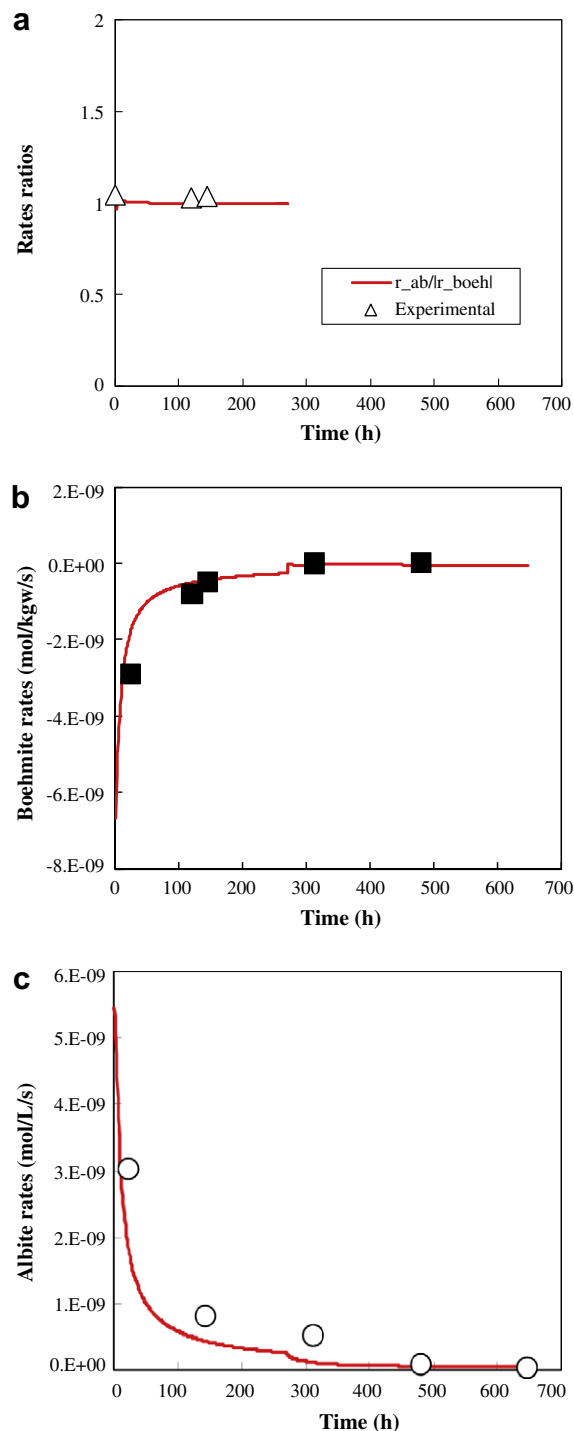 a
2
1.5
1
0.5
0
Rates ratios
r_ab/|r_boeh|
Experimental
0 100 200 300 400 500 600 700
Time (h)
b
2.E-09
0.E+00
-2.E-09
-4.E-09
-6.E-09
-8.E-09
Boehmite rates (mol/kgw/s)
0 100 200 300 400 500 600 700
Time (h)
c
6.E-09
5.E-09
4.E-09
3.E-09
2.E-09
1.E-09
0.E+00
Albite rates (mol/L/s)
0 100 200 300 400 500 600 700
Time (h)